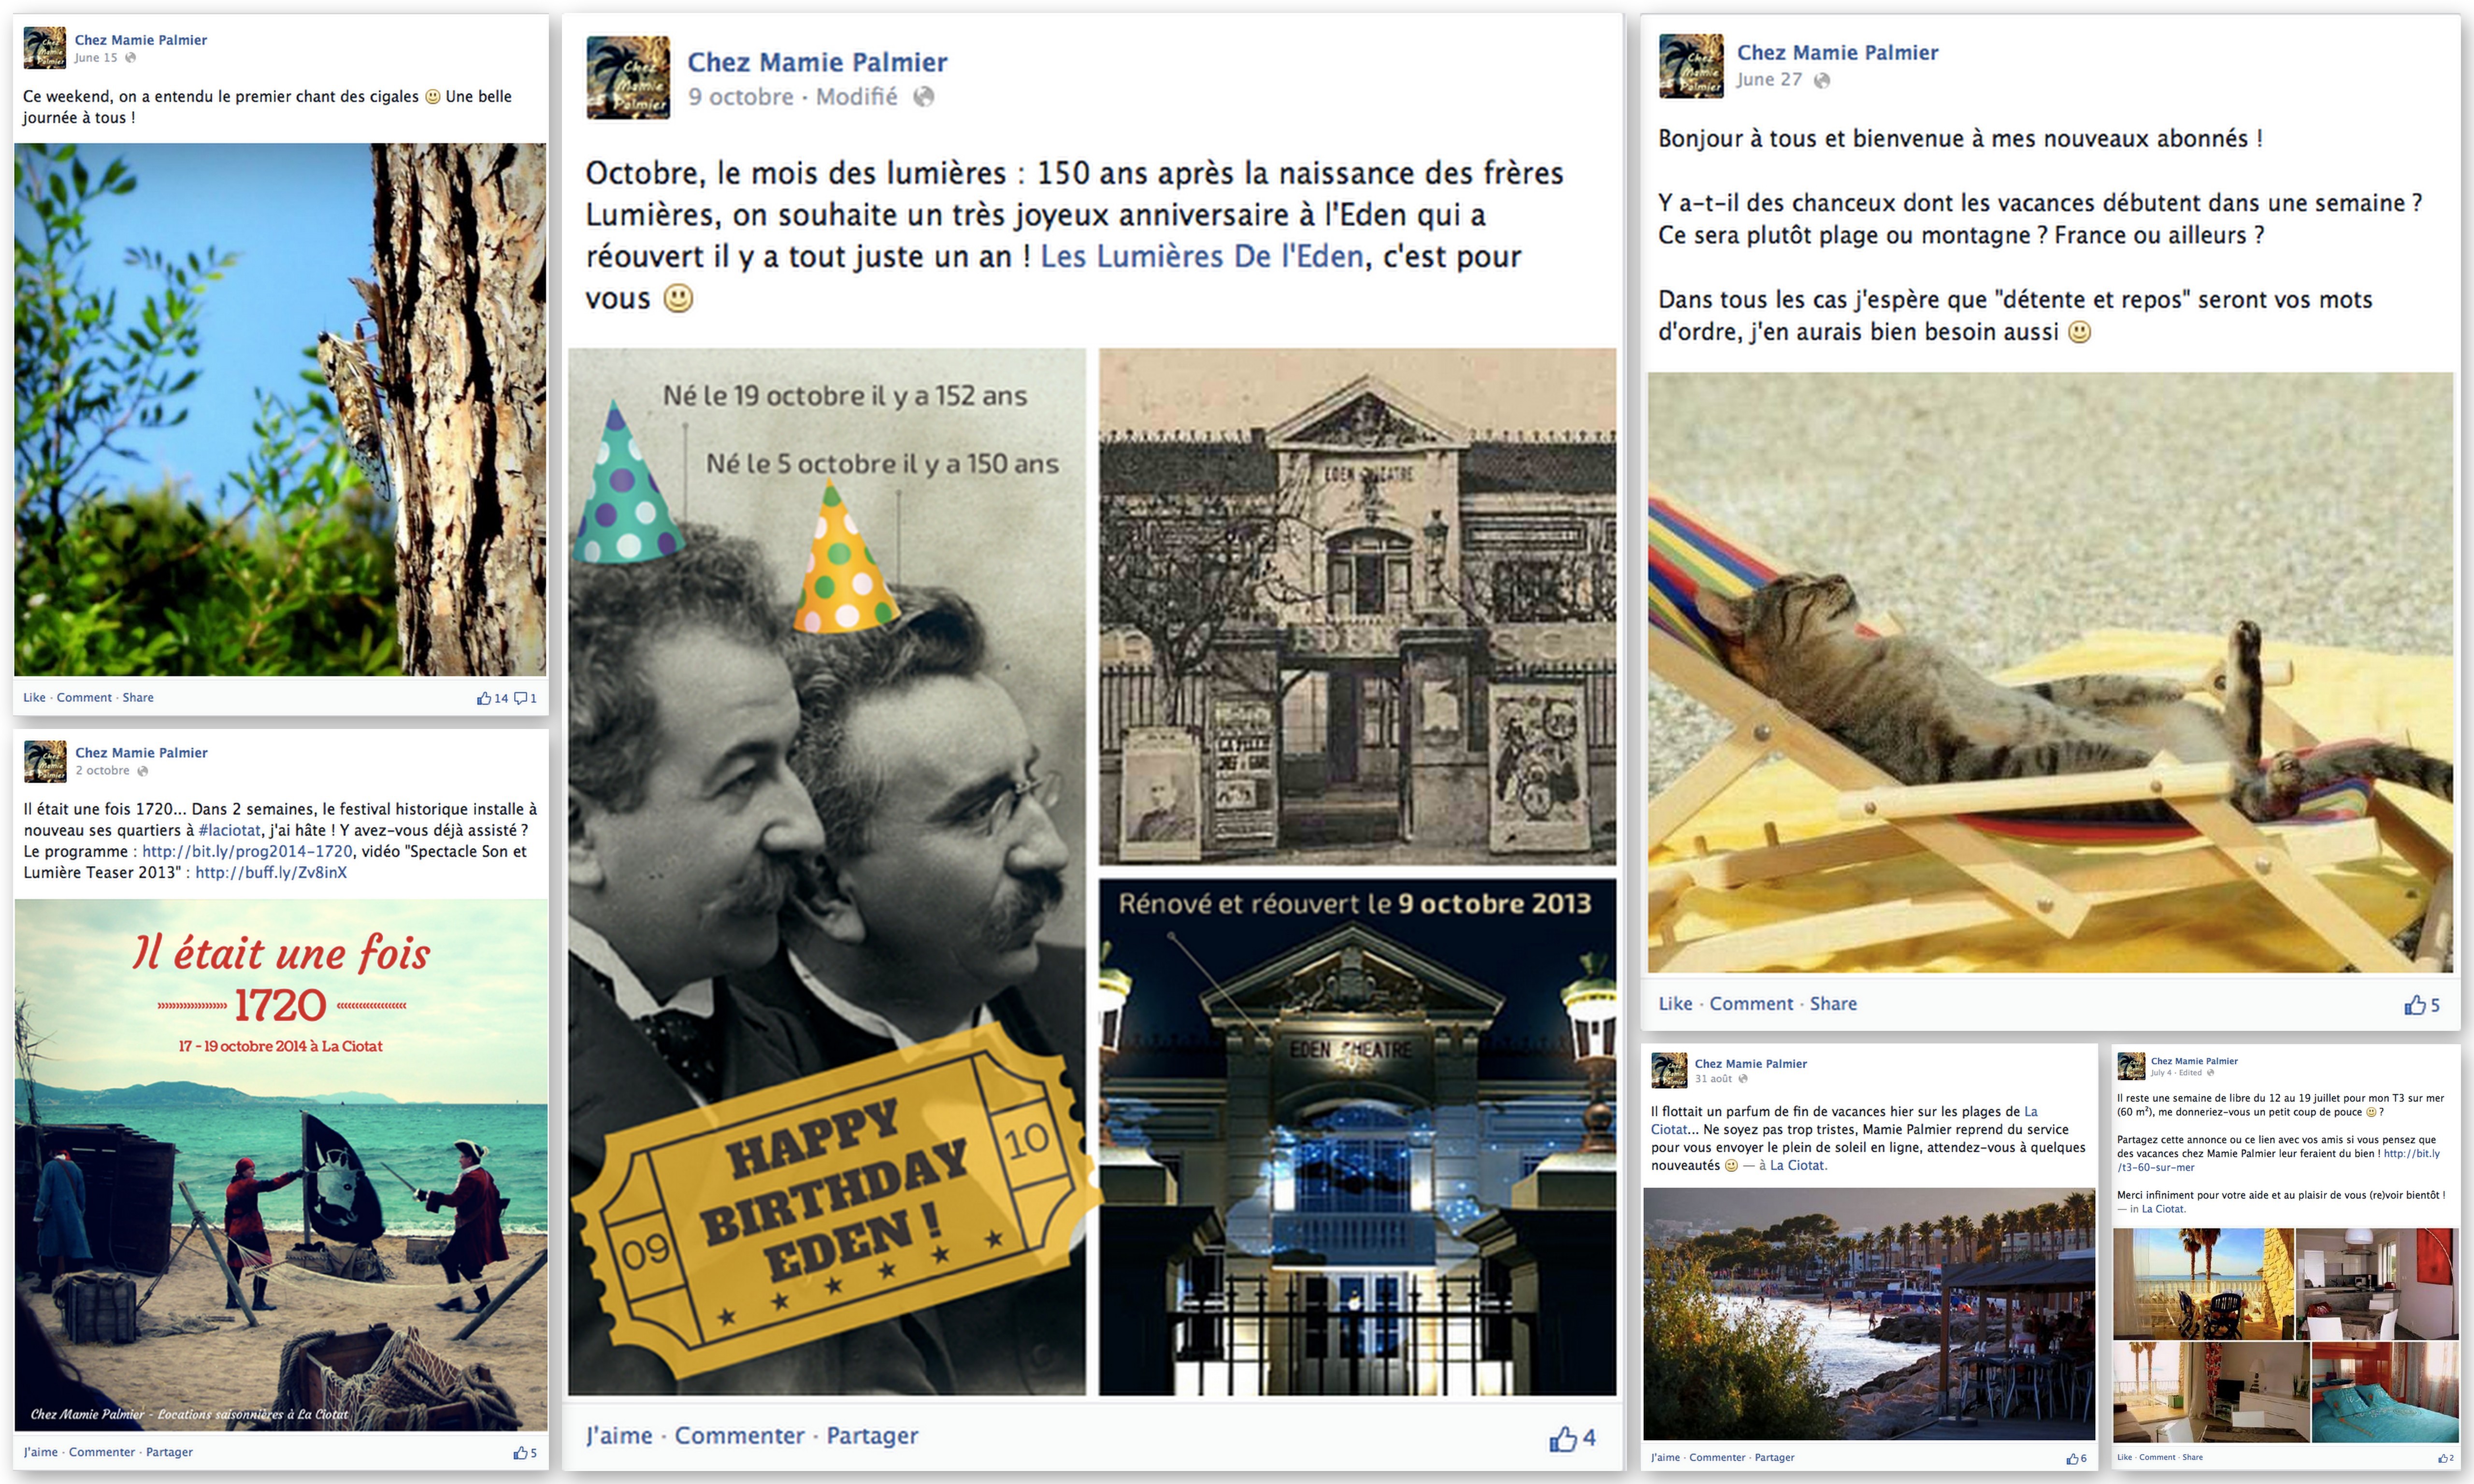 Chez Mamie Palmier
June 15
Ce weekend, on a entendu le premier chant des cigales Une belle
journée à tous !
Like · Comment · Share
14 1
Chez Mamie Palmier
2 octobre
Il était une fois 1720... Dans 2 semaines, le festival historique installe à
nouveau ses quartiers à #laciotat, j'ai hâte ! Y avez-vous déjà assisté ?
Le programme : http://bit.ly/prog2014-1720, vidéo "Spectacle Son et
Lumière Teaser 2013" : http://buff.ly/Zv8inX
Il était une fois
1720
17 - 19 octobre 2014 à La Ciotat
Chez Mamie Palmier - Locations saisonnières à La Ciotat
J'aime · Commenter · Partager
5
Chez Mamie Palmier
Chez Mamie Palmier
9 octobre · Modifié
Octobre, le mois des lumières : 150 ans après la naissance des frères
Lumières, on souhaite un très joyeux anniversaire à l'Eden qui a
réouvert il y a tout juste un an ! Les Lumières De l'Eden, c'est pour
vous
Né le 19 octobre il y a 152 ans
Né le 5 octobre il y a 150 ans
EDEN THEATRE
EDEN
Rénové et réouvert le 9 octobre 2013
EDEN THEATRE
HAPPY
BIRTHDAY
EDEN !
09
10
J'aime · Commenter · Partager
4
Chez Mamie Palmier
Chez Mamie Palmier
June 27
Bonjour à tous et bienvenue à mes nouveaux abonnés !
Y a-t-il des chanceux dont les vacances débutent dans une semaine ?
Ce sera plutôt plage ou montagne ? France ou ailleurs ?
Dans tous les cas j'espère que "détente et repos" seront vos mots
d'ordre, j'en aurais bien besoin aussi
Like · Comment · Share
5
Chez Mamie Palmier
31 août
Il flottait un parfum de fin de vacances hier sur les plages de La
Ciotat... Ne soyez pas trop tristes, Mamie Palmier reprend du service
pour vous envoyer le plein de soleil en ligne, attendez-vous à quelques
nouveautés — à La Ciotat.
J'aime · Commenter · Partager
6
Chez Mamie Palmier
July 4 · Edited
Il reste une semaine de libre du 12 au 19 juillet pour mon T3 sur mer
(60 m²), me donneriez-vous un petit coup de pouce ?
Partagez cette annonce ou ce lien avec vos amis si vous pensez que
des vacances chez Mamie Palmier leur feraient du bien ! http://bit.ly
/t3-60-sur-mer
Merci infiniment pour votre aide et au plaisir de vous (re)voir bientôt !
— in La Ciotat.
Like · Comment · Share
2